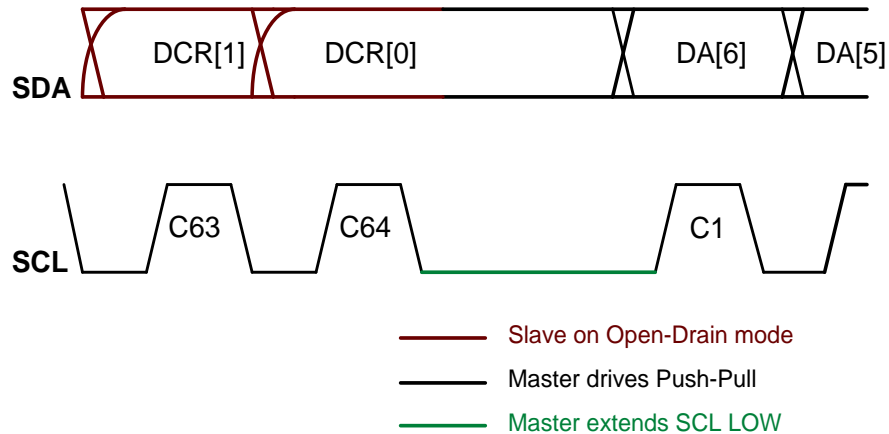 DCR[1] DCR[0] DA[6] DA[5]
SDA
C63 C64 C1
SCL
Slave on Open-Drain mode
Master drives Push-Pull
Master extends SCL LOW